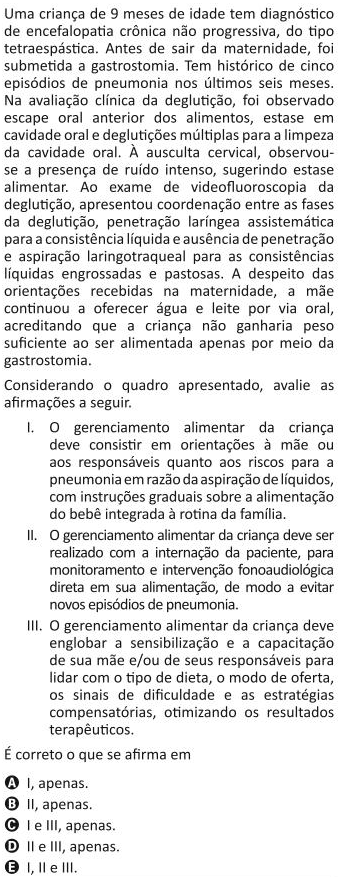 Uma criança de 9 meses de idade tem diagnóstico
de encefalopatia crônica não progressiva, do tipo
tetraespástica. Antes de sair da maternidade, foi
submetida a gastrostomia. Tem histórico de cinco
episódios de pneumonia nos últimos seis meses.
Na avaliação clínica da deglutição, foi observado
escape oral anterior dos alimentos, estase em
cavidade oral e deglutições múltiplas para a limpeza
da cavidade oral. À ausculta cervical, observou-
se a presença de ruído intenso, sugerindo estase
alimentar. Ao exame de videofluoroscopia da
deglutição, apresentou coordenação entre as fases
da deglutição, penetração laríngea assistemática
para a consistência líquida e ausência de penetração
e aspiração laringotraqueal para as consistências
líquidas engrossadas e pastosas. A despeito das
orientações recebidas na maternidade, a mãe
continuou a oferecer água e leite por via oral,
acreditando que a criança não ganharia peso
suficiente ao ser alimentada apenas por meio da
gastrostomia.
Considerando o quadro apresentado, avalie as
afirmações a seguir.
I. O gerenciamento alimentar da criança
deve consistir em orientações à mãe ou
aos responsáveis quanto aos riscos para a
pneumonia em razão da aspiração de líquidos,
com instruções graduais sobre a alimentação
do bebê integrada à rotina da família.
II. O gerenciamento alimentar da criança deve ser
realizado com a internação da paciente, para
monitoramento e intervenção fonoaudiológica
direta em sua alimentação, de modo a evitar
novos episódios de pneumonia.
III. O gerenciamento alimentar da criança deve
englobar a sensibilização e a capacitação
de sua mãe e/ou de seus responsáveis para
lidar com o tipo de dieta, o modo de oferta,
os sinais de dificuldade e as estratégias
compensatórias, otimizando os resultados
terapêuticos.
É correto o que se afirma em
A I, apenas.
B II, apenas.
C I e III, apenas.
D II e III, apenas.
E I, II e III.